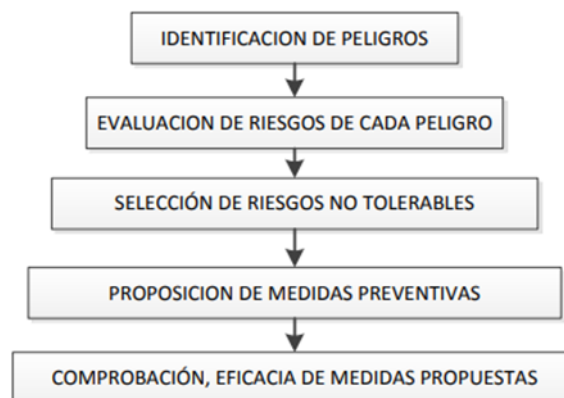 IDENTIFICACION DE PELIGROS
EVALUACION DE RIESGOS DE CADA PELIGRO
SELECCIÓN DE RIESGOS NO TOLERABLES
PROPOSICION DE MEDIDAS PREVENTIVAS
COMPROBACIÓN, EFICACIA DE MEDIDAS PROPUESTAS